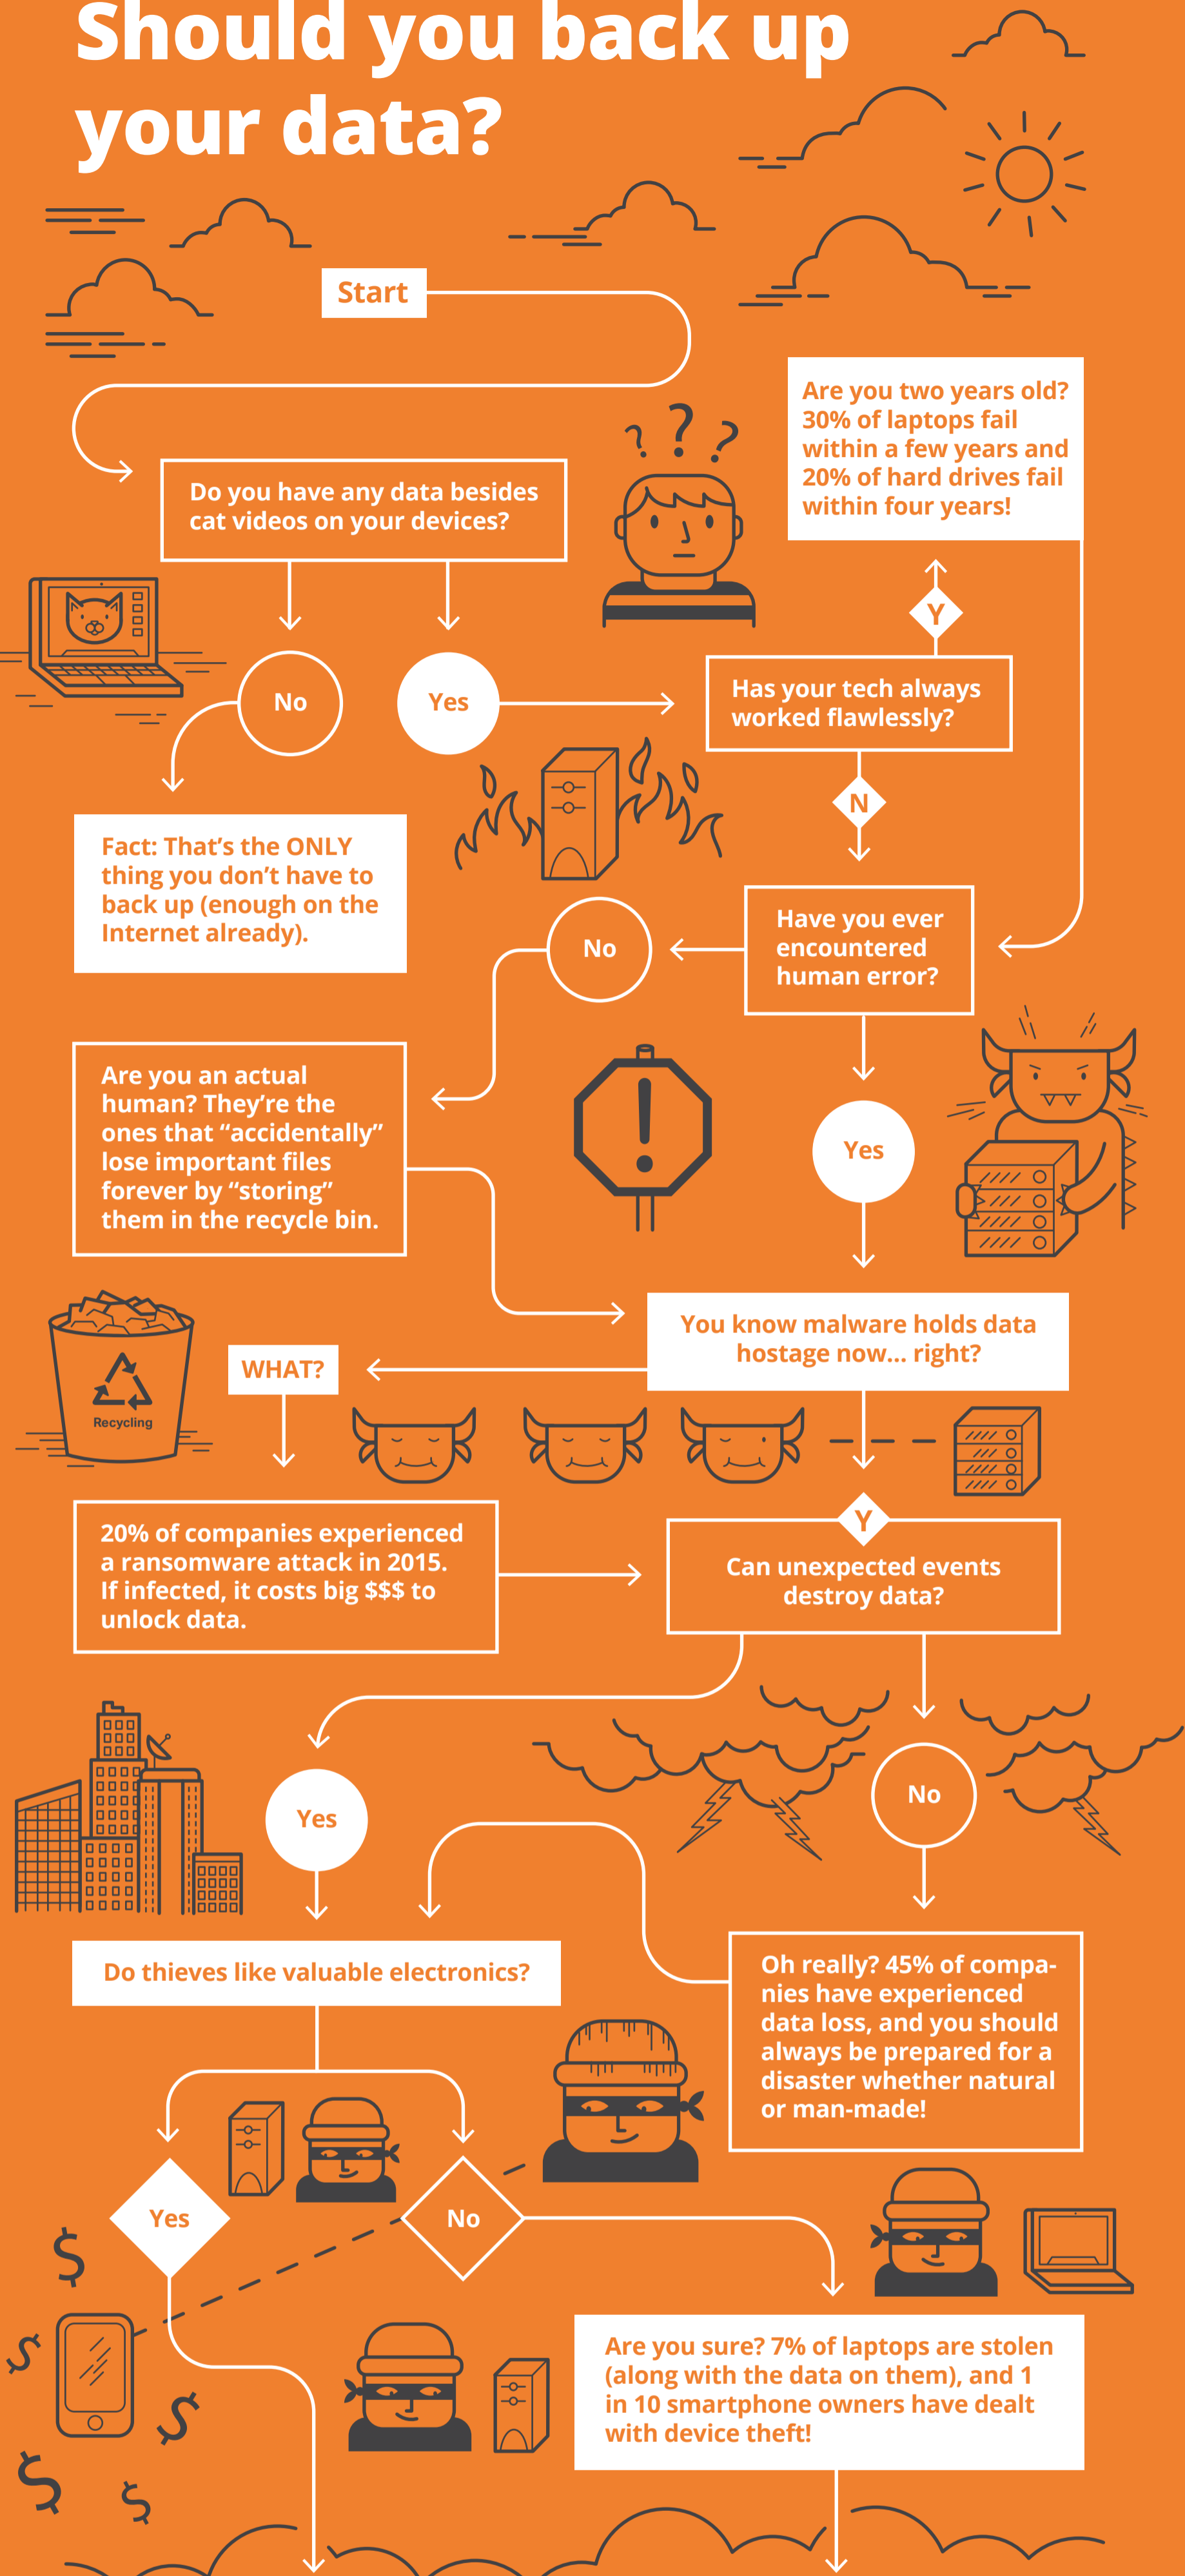 Should you back up
your data?
Start
Are you two years old?
30% of laptops fail
within a few years and
20% of hard drives fail
within four years!
? ? ?
Do you have any data besides
cat videos on your devices?
Y
No
Yes
Has your tech always
worked flawlessly?
N
Fact: That’s the ONLY
thing you don’t have to
back up (enough on the
Internet already).
Have you ever
encountered
human error?
No
Are you an actual
human? They’re the
ones that “accidentally”
lose important files
forever by “storing”
them in the recycle bin.
!
Yes
You know malware holds data
hostage now... right?
WHAT?
Recycling
20% of companies experienced
a ransomware attack in 2015.
If infected, it costs big $$$ to
unlock data.
Y
Can unexpected events
destroy data?
Yes
No
Do thieves like valuable electronics?
Oh really? 45% of compa-
nies have experienced
data loss, and you should
always be prepared for a
disaster whether natural
or man-made!
Yes
No
$
$
$
$
$
Are you sure? 7% of laptops are stolen
(along with the data on them), and 1
in 10 smartphone owners have dealt
with device theft!